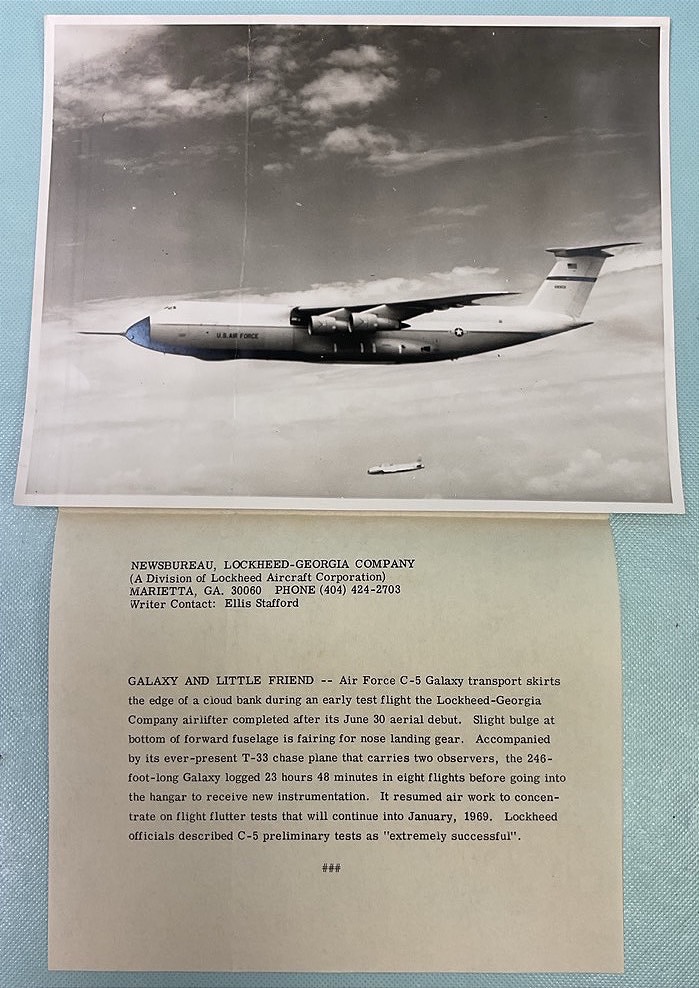 U.S. AIR FORCE
NEWSBUREAU, LOCKHEED-GEORGIA COMPANY
(A Division of Lockheed Aircraft Corporation)
MARIETTA, GA. 30060 PHONE (404) 424-2703
Writer Contact: Ellis Stafford
GALAXY AND LITTLE FRIEND -- Air Force C-5 Galaxy transport skirts
the edge of a cloud bank during an early test flight the Lockheed-Georgia
Company airlifter completed after its June 30 aerial debut. Slight bulge at
bottom of forward fuselage is fairing for nose landing gear. Accompanied
by its ever-present T-33 chase plane that carries two observers, the 246-
foot-long Galaxy logged 23 hours 48 minutes in eight flights before going into
the hangar to receive new instrumentation. It resumed air work to concen-
trate on flight flutter tests that will continue into January, 1969. Lockheed
officials described C-5 preliminary tests as "extremely successful".
###